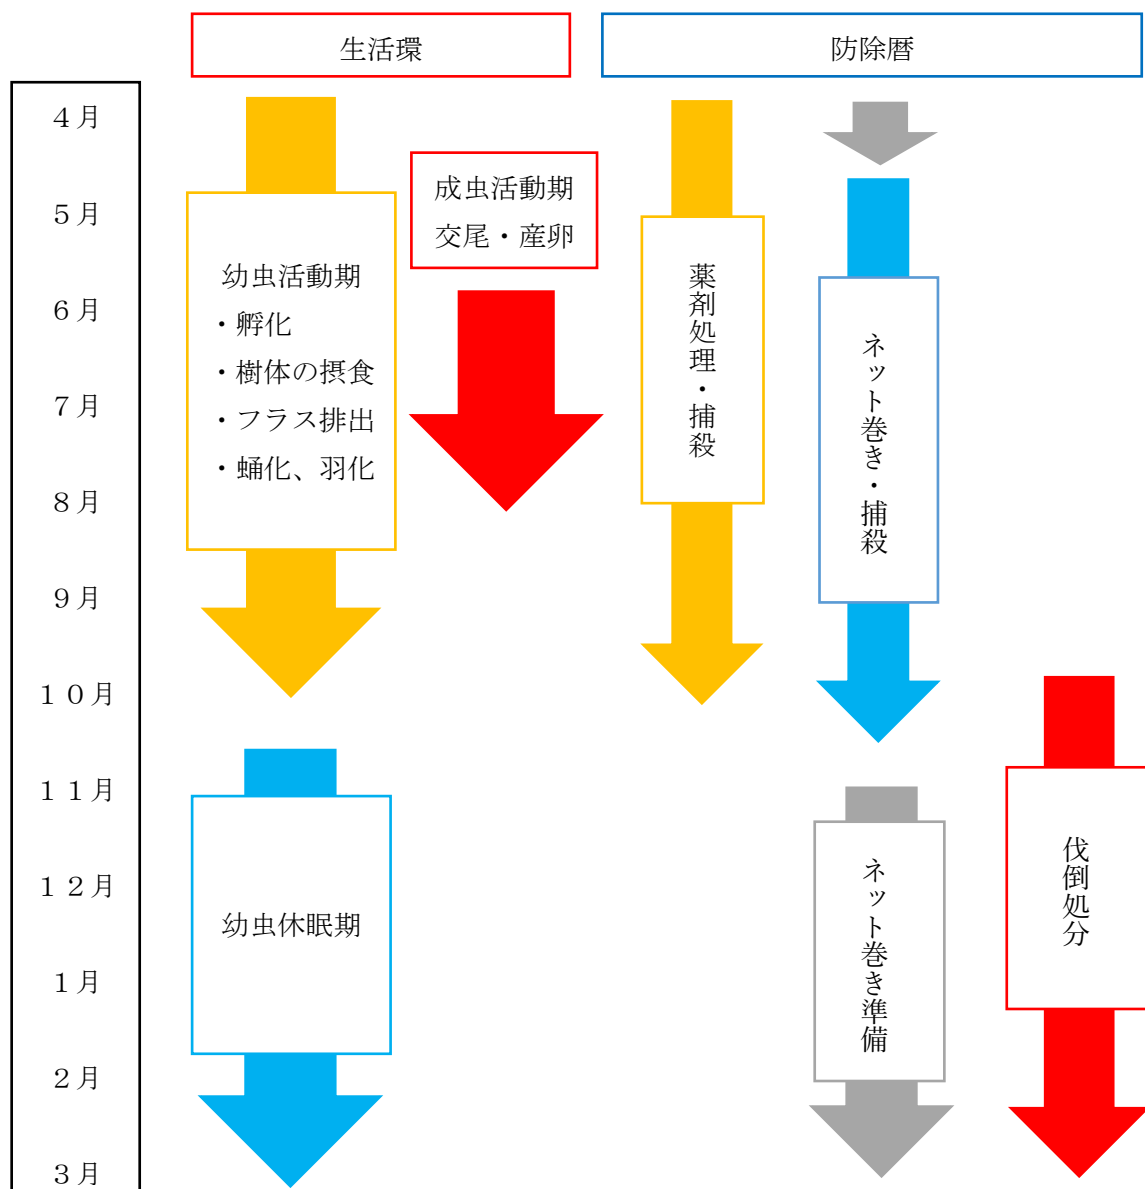 生活環
防除暦
４月
５月
６月
７月
８月
９月
１０月
１１月
１２月
１月
２月
３月
幼虫活動期
・孵化
・樹体の摂食
・フラス排出
・蛹化、羽化
成虫活動期
交尾・産卵
幼虫休眠期
薬剤処理・捕殺
ネット巻き・捕殺
ネット巻き準備
伐倒処分